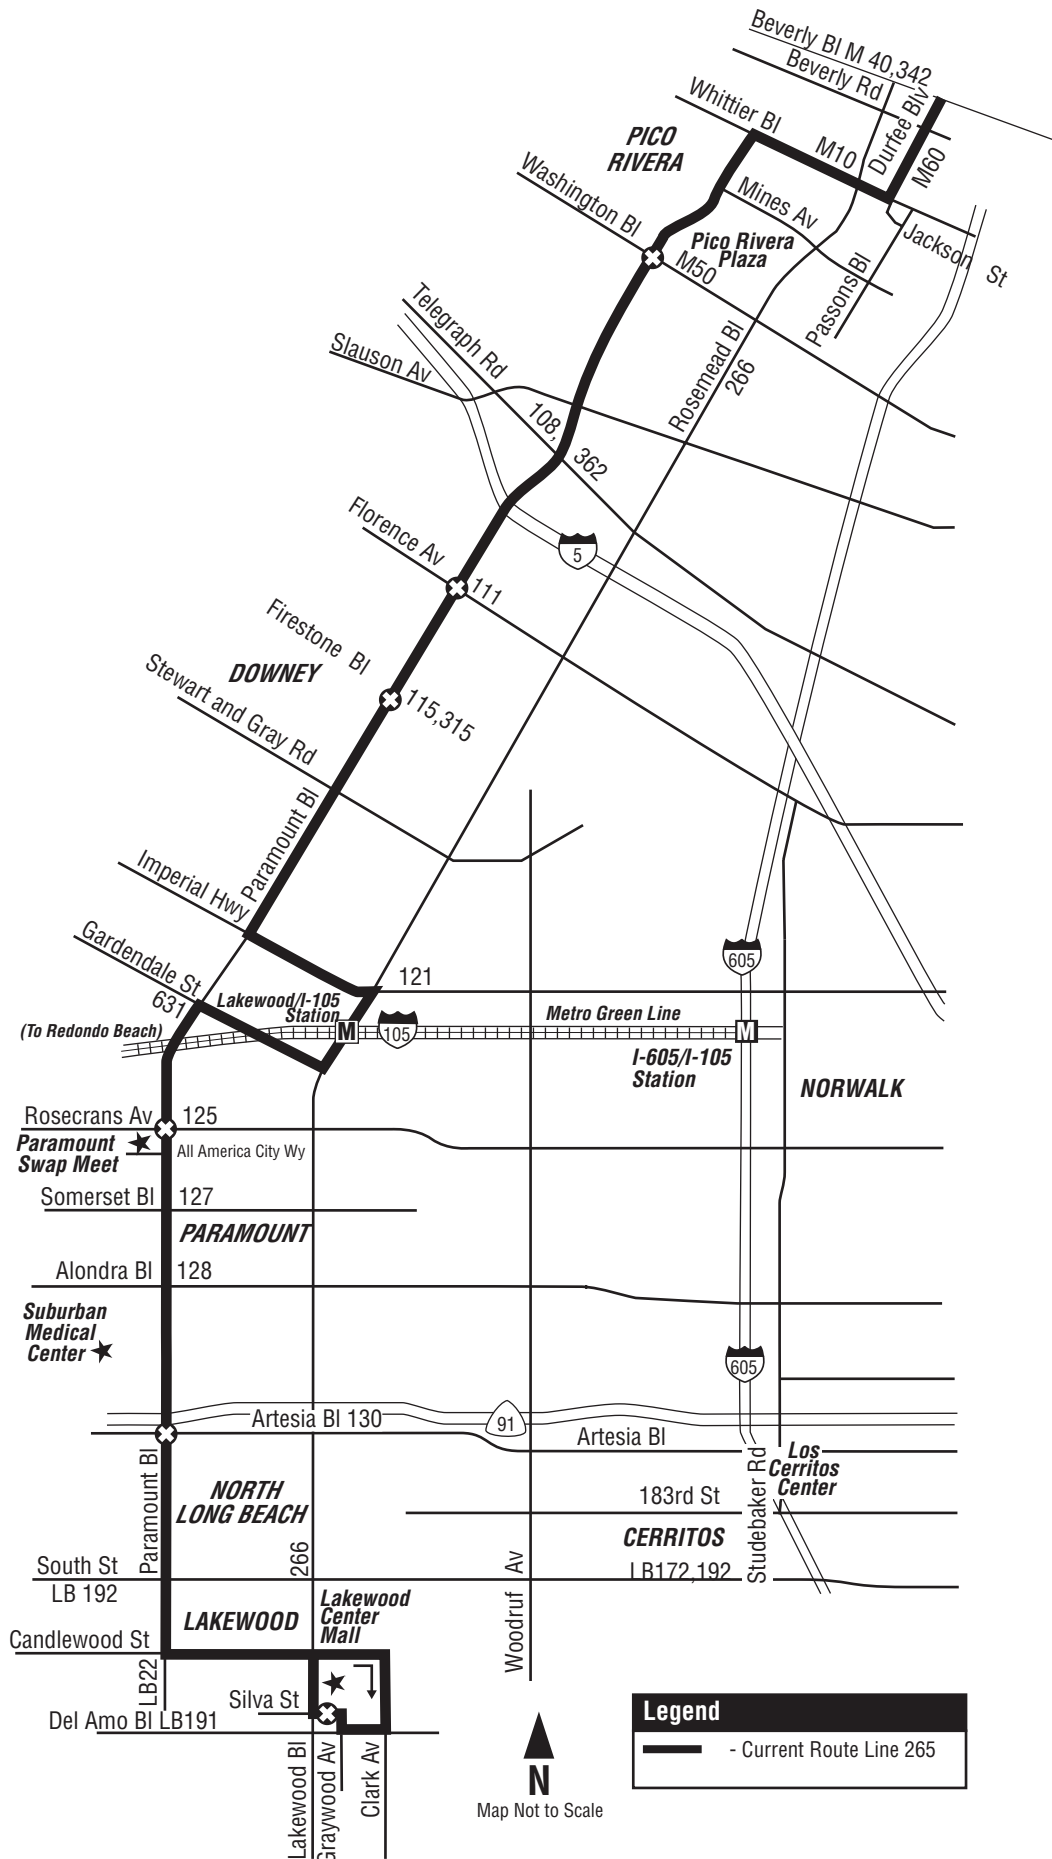 Beverly Bl M 40,342
Beverly Rd
Whittier Bl
Durfee Blv
M10
M60
PICO
RIVERA
Washington Bl
Mines Av
Pico Rivera
Plaza
M50
Jackson St
Passons Bl
Telegraph Rd
Slauson Av
Rosemead Bl
266
108,
362
Florence Av
5
111
Firestone Bl
DOWNEY
115,315
Stewart and Gray Rd
Paramount Bl
Imperial Hwy
Gardendale St
631
121
605
Lakewood/I-105
Station
Metro Green Line
(To Redondo Beach)
M
105
M
I-605/I-105
Station
NORWALK
Rosecrans Av
125
Paramount
Swap Meet
All America City Wy
Somerset Bl
127
PARAMOUNT
Alondra Bl
128
Suburban
Medical
Center
605
Artesia Bl 130
91
Artesia Bl
Los
Cerritos
Center
Paramount Bl
NORTH
LONG BEACH
183rd St
Studebaker Rd
CERRITOS
South St
LB 192
266
LB172,192
Woodruf Av
LAKEWOOD
Lakewood
Center
Mall
Candlewood St
LB22
Silva St
Del Amo Bl LB191
Lakewood Bl
Graywood Av
Clark Av
N
Map Not to Scale
Legend
- Current Route Line 265